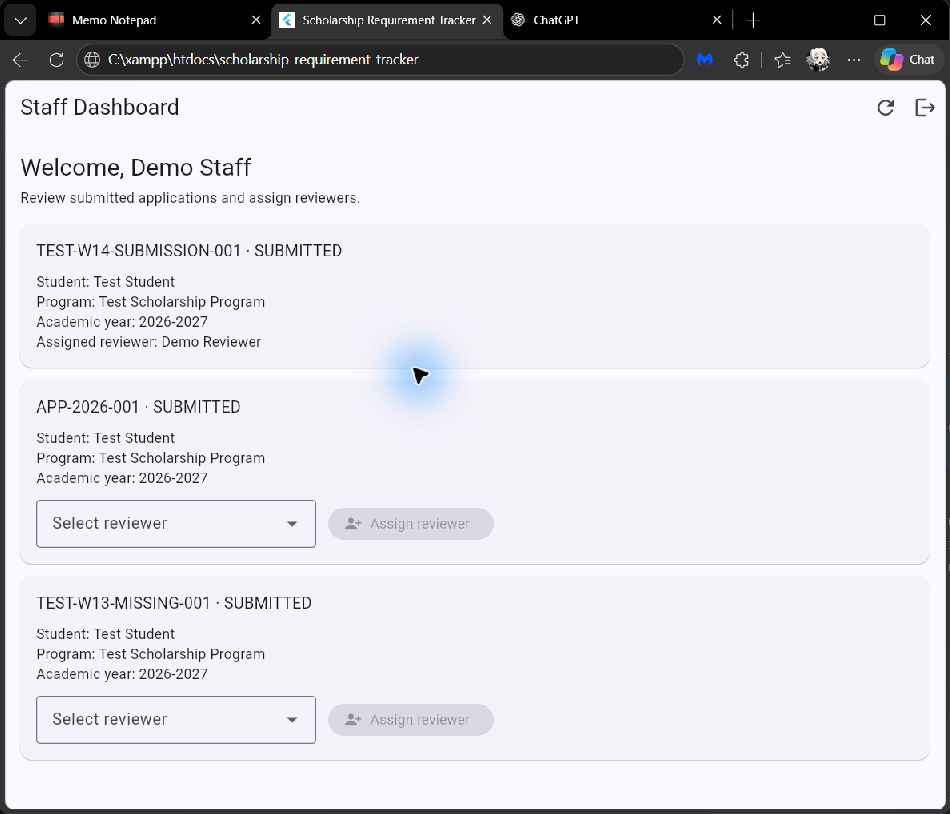 Memo Notepad
Scholarship Requirement Tracker
ChatGPT
C:\xampp\htdocs\scholarship requirement tracker
Chat
Staff Dashboard
Welcome, Demo Staff
Review submitted applications and assign reviewers.
TEST-W14-SUBMISSION-001 · SUBMITTED
Student: Test Student
Program: Test Scholarship Program
Academic year: 2026-2027
Assigned reviewer: Demo Reviewer
APP-2026-001 · SUBMITTED
Student: Test Student
Program: Test Scholarship Program
Academic year: 2026-2027
Select reviewer
Assign reviewer
TEST-W13-MISSING-001 · SUBMITTED
Student: Test Student
Program: Test Scholarship Program
Academic year: 2026-2027
Select reviewer
Assign reviewer